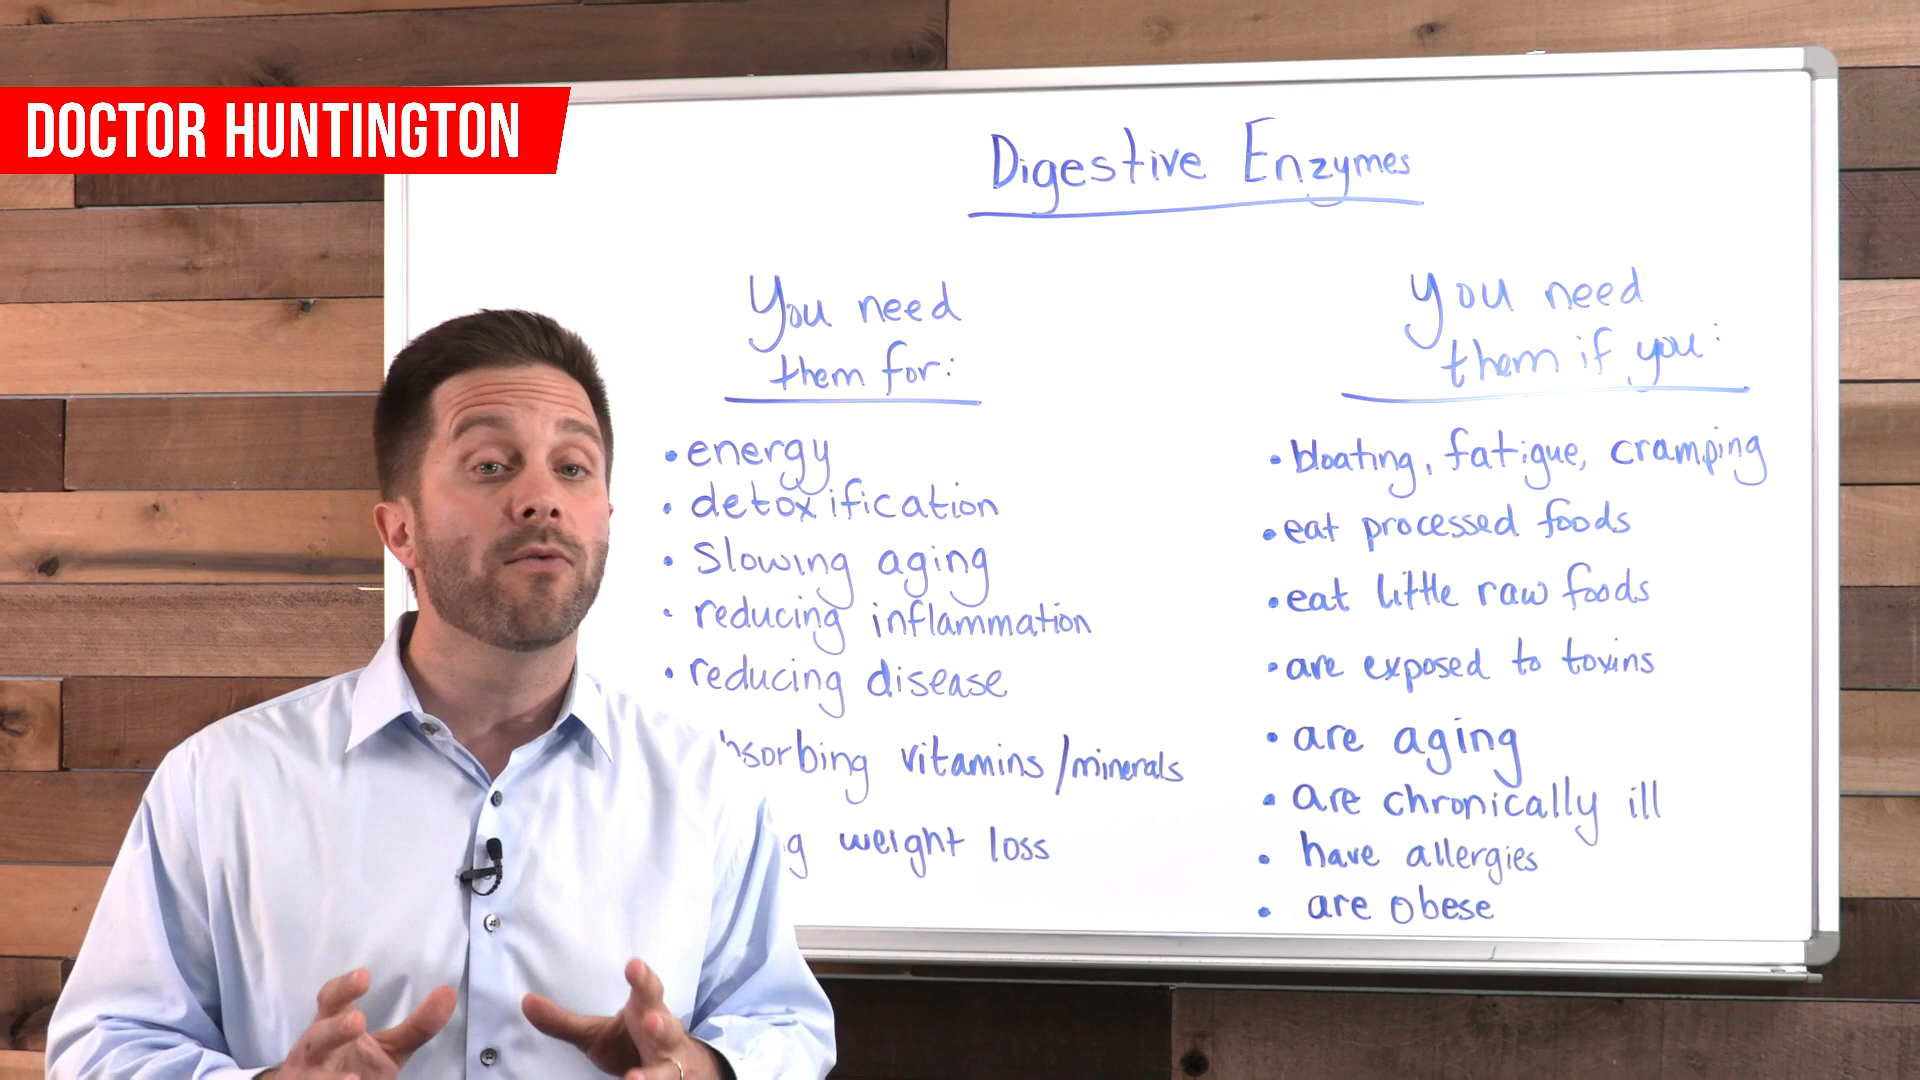 DOCTOR HUNTINGTON
Digestive Enzymes
You need
them for:
• energy
• detoxification
• slowing aging
• reducing inflammation
• reducing disease
vitamins/minerals
weight loss
You need
them if you:
• bloating, fatigue, cramping
• eat processed foods
• eat little raw foods
• are exposed to toxins
• are aging
• are chronically ill
• have allergies
• are obese